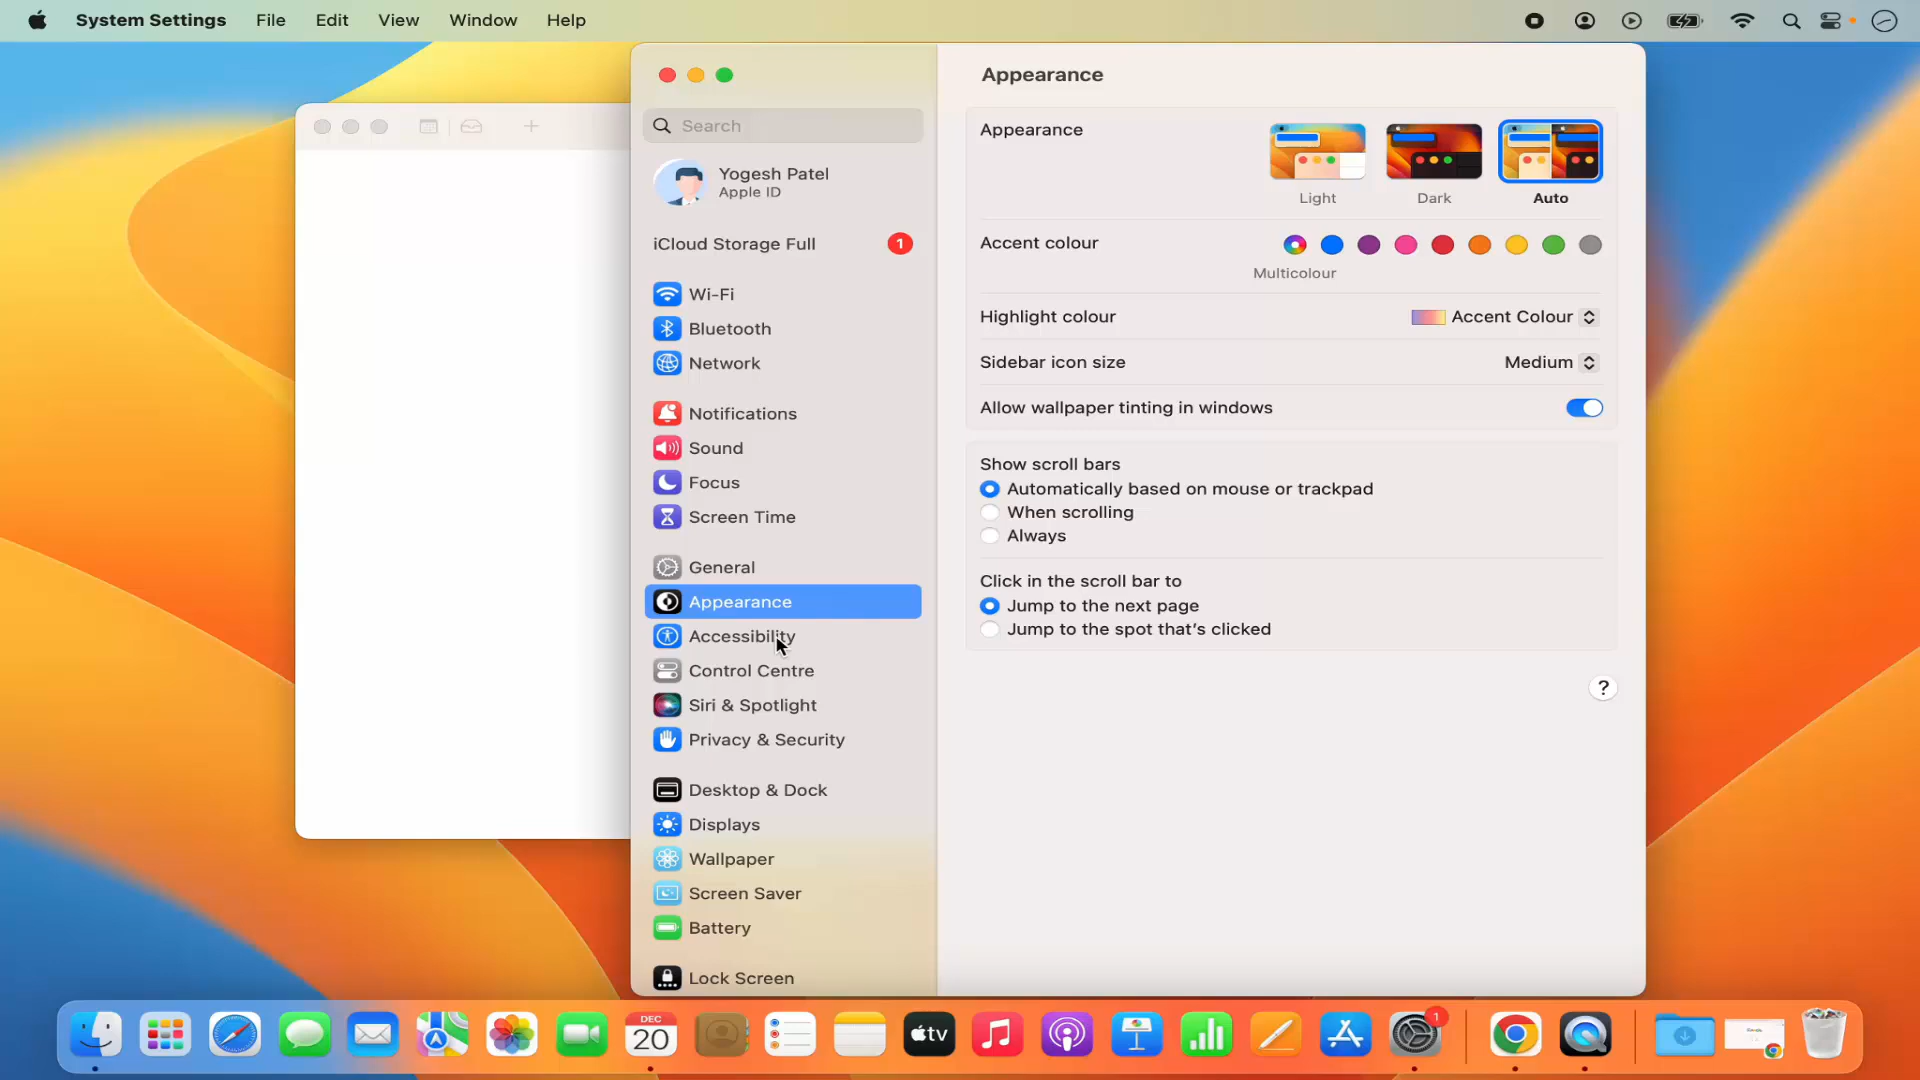 System Settings File Edit View Window Help
Search
Yogesh Patel
Apple ID
iCloud Storage Full 1
Wi-Fi
Bluetooth
Network
Notifications
Sound
Focus
Screen Time
General
Appearance
Accessibility
Control Centre
Siri & Spotlight
Privacy & Security
Desktop & Dock
Displays
Wallpaper
Screen Saver
Battery
Lock Screen
Appearance
Appearance
Light Dark Auto
Accent colour
Multicolour
Highlight colour Accent Colour
Sidebar icon size Medium
Allow wallpaper tinting in windows
Show scroll bars
Automatically based on mouse or trackpad
When scrolling
Always
Click in the scroll bar to
Jump to the next page
Jump to the spot that's clicked
?
DEC
20
tv
1